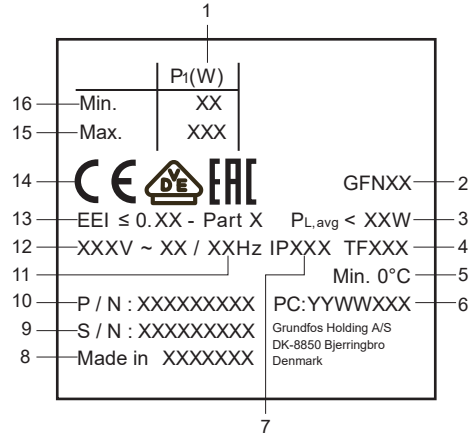 1
P1(W)
16 Min. XX
15 Max. XXX
14 CE VDE EAC GFNXX 2
13 EEI ≤ 0.XX - Part X PL,avg < XXW 3
12 XXXV ~ XX / XXHz IPXXX TFXXX 4
11 Min. 0°C 5
10 P / N : XXXXXXXXX PC:YYWWXXX 6
9 S / N : XXXXXXXXX Grundfos Holding A/S
DK-8850 Bjerringbro
8 Made in XXXXXXX Denmark
7